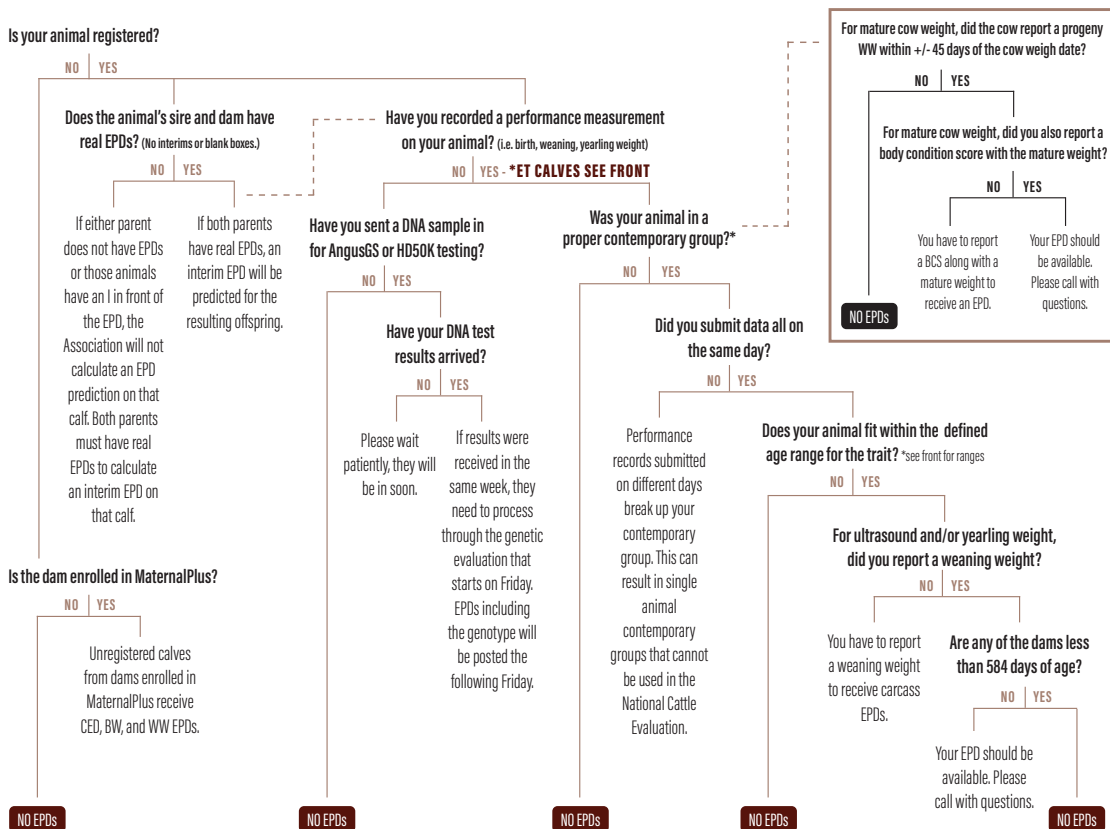 Is your animal registered?
NO YES
Does the animal's sire and dam have
real EPDs? (No interims or blank boxes.)
NO YES
If either parent
does not have EPDs
or those animals
have an I in front of
the EPD, the
Association will not
calculate an EPD
prediction on that
calf. Both parents
must have real
EPDs to calculate
an interim EPD on
that calf.
If both parents
have real EPDs, an
interim EPD will be
predicted for the
resulting offspring.
Is the dam enrolled in MaternalPlus?
NO YES
Unregistered calves
from dams enrolled in
MaternalPlus receive
CED, BW, and WW EPDs.
NO EPDs
Have you recorded a performance measurement
on your animal? (i.e. birth, weaning, yearling weight)
NO YES - *ET CALVES SEE FRONT
Have you sent a DNA sample in
for AngusGS or HD50K testing?
NO YES
Have your DNA test
results arrived?
NO YES
Please wait
patiently, they will
be in soon.
If results were
received in the
same week, they
need to process
through the genetic
evaluation that
starts on Friday.
EPDs including
the genotype will
be posted the
following Friday.
NO EPDs
Was your animal in a
proper contemporary group?*
NO YES
Did you submit data all on
the same day?
NO YES
Performance
records submitted
on different days
break up your
contemporary
group. This can
result in single
animal
contemporary
groups that cannot
be used in the
National Cattle
Evaluation.
NO EPDs
Does your animal fit within the defined
age range for the trait? *see front for ranges
NO YES
For ultrasound and/or yearling weight,
did you report a weaning weight?
NO YES
You have to report
a weaning weight
to receive carcass
EPDs.
Are any of the dams less
than 584 days of age?
NO YES
Your EPD should be
available. Please
call with questions.
NO EPDs
NO EPDs
For mature cow weight, did the cow report a progeny
WW within +/- 45 days of the cow weigh date?
NO YES
For mature cow weight, did you also report a
body condition score with the mature weight?
NO YES
You have to report
a BCS along with a
mature weight to
receive an EPD.
Your EPD should
be available.
Please call with
questions.
NO EPDs